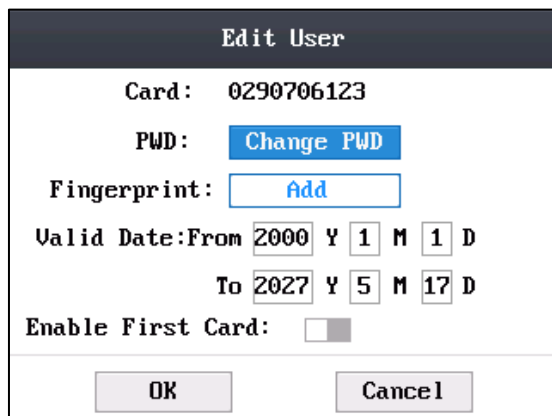 Edit User
Card: 0290706123
PWD: Change PWD
Fingerprint: Add
Valid Date:From 2000 Y 1 M 1 D
To 2027 Y 5 M 17 D
Enable First Card:
OK Cancel